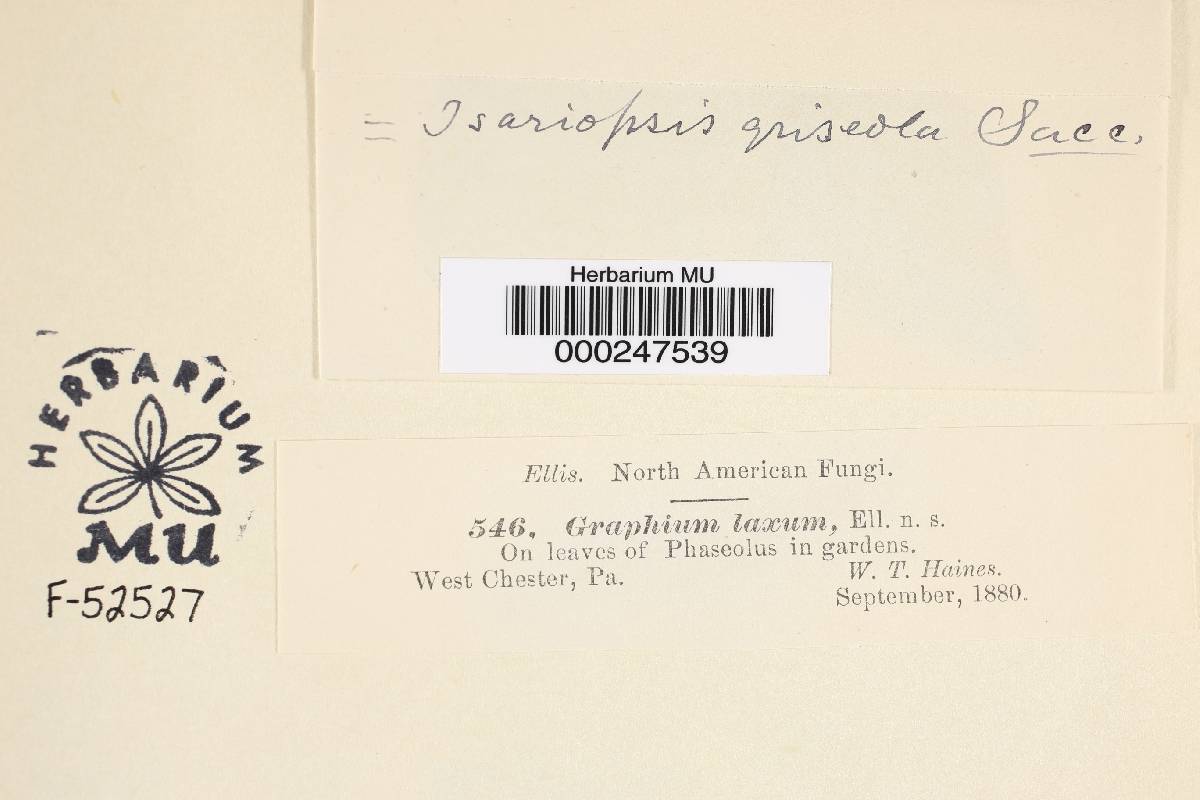 = Isariopsis griseola Sacc.
Herbarium MU
000247539
HERBARIUM
MU
F-52527
Ellis. North American Fungi.
546. Graphium laxum, Ell. n. s.
On leaves of Phaseolus in gardens.
West Chester, Pa. W. T. Haines.
September, 1880.